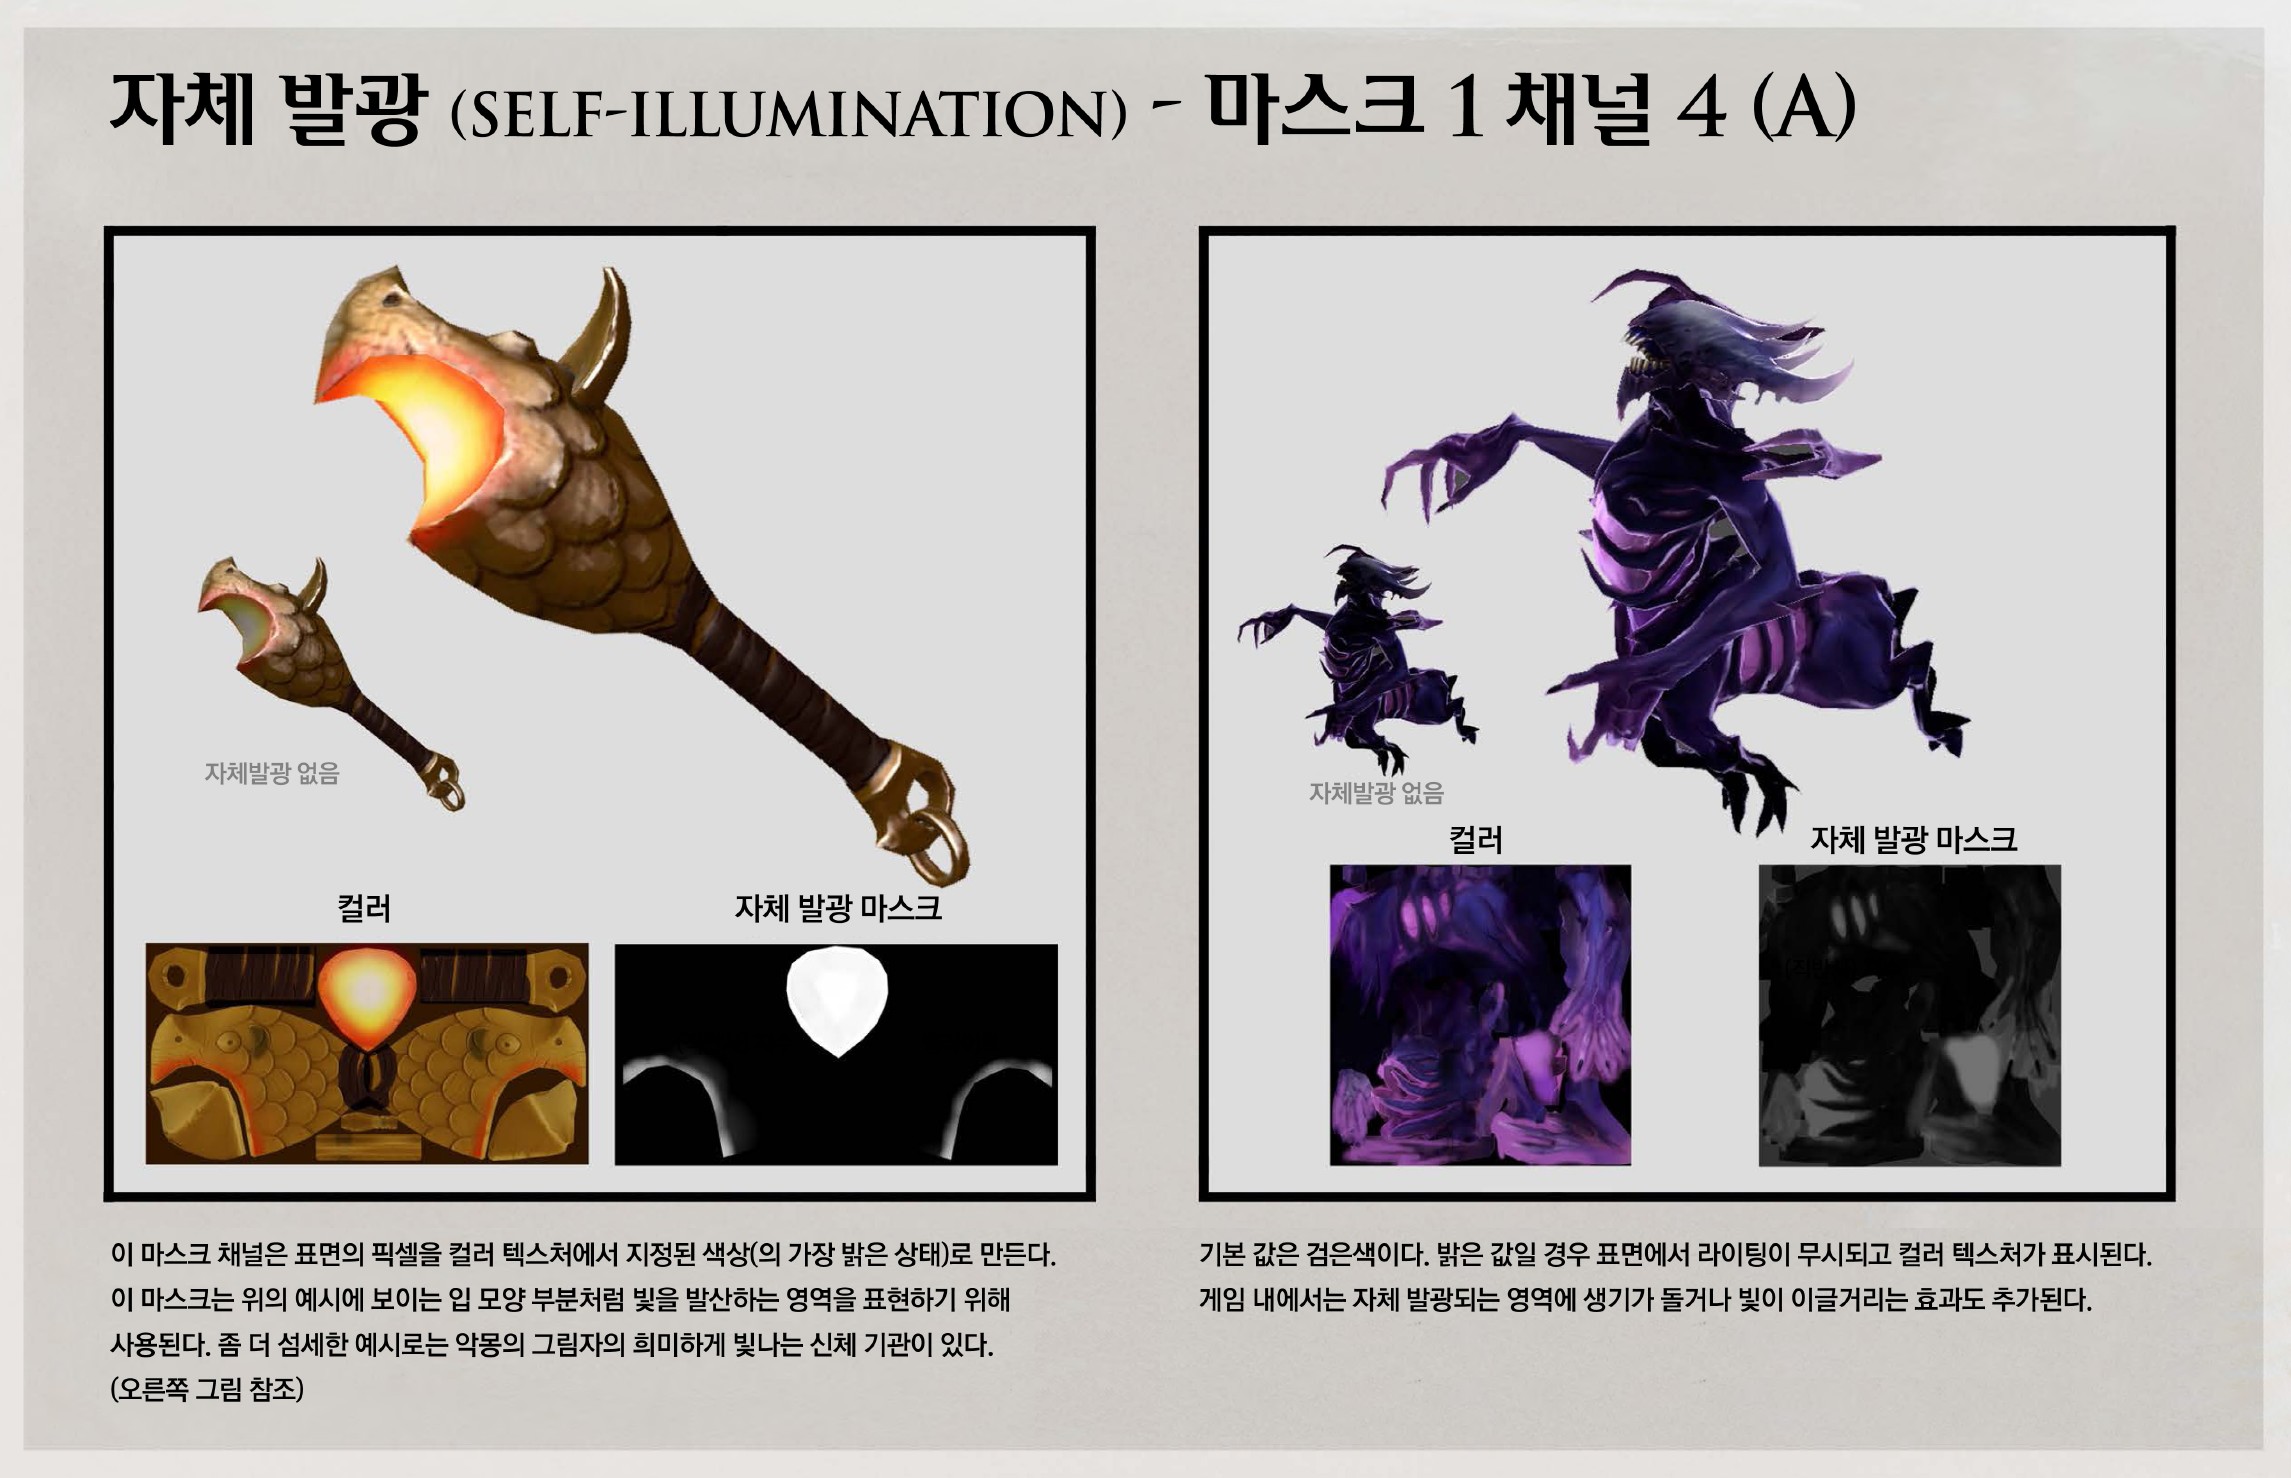 자체 발광 (SELF-ILLUMINATION) - 마스크 1 채널 4 (A)
자체발광 없음
컬러
자체 발광 마스크
이 마스크 채널은 표면의 픽셀을 컬러 텍스처에서 지정된 색상(의 가장 밝은 상태)로 만든다.
이 마스크는 위의 예시에 보이는 입 모양 부분처럼 빛을 발산하는 영역을 표현하기 위해
사용된다. 좀 더 섬세한 예시로는 악몽의 그림자의 희미하게 빛나는 신체 기관이 있다.
(오른쪽 그림 참조)
자체발광 없음
컬러
자체 발광 마스크
기본 값은 검은색이다. 밝은 값일 경우 표면에서 라이팅이 무시되고 컬러 텍스처가 표시된다.
게임 내에서는 자체 발광되는 영역에 생기가 돌거나 빛이 이글거리는 효과도 추가된다.